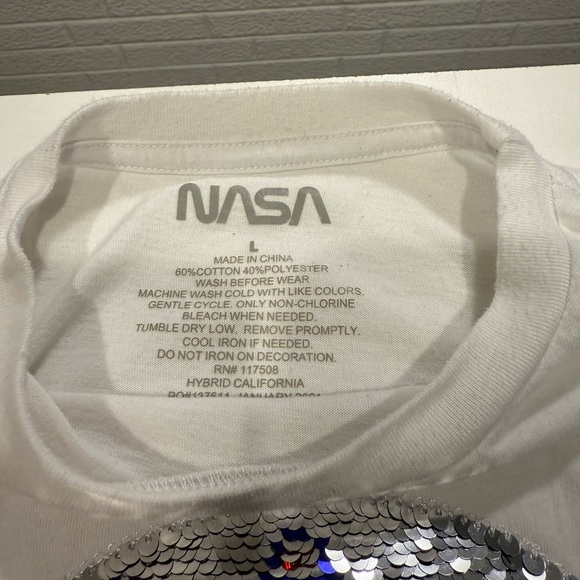 NASA
L
MADE IN CHINA
60%COTTON 40%POLYESTER
WASH BEFORE WEAR
MACHINE WASH COLD WITH LIKE COLORS.
GENTLE CYCLE. ONLY NON-CHLORINE
BLEACH WHEN NEEDED.
TUMBLE DRY LOW. REMOVE PROMPTLY.
COOL IRON IF NEEDED.
DO NOT IRON ON DECORATION.
RN# 117508
HYBRID CALIFORNIA
JANUARY